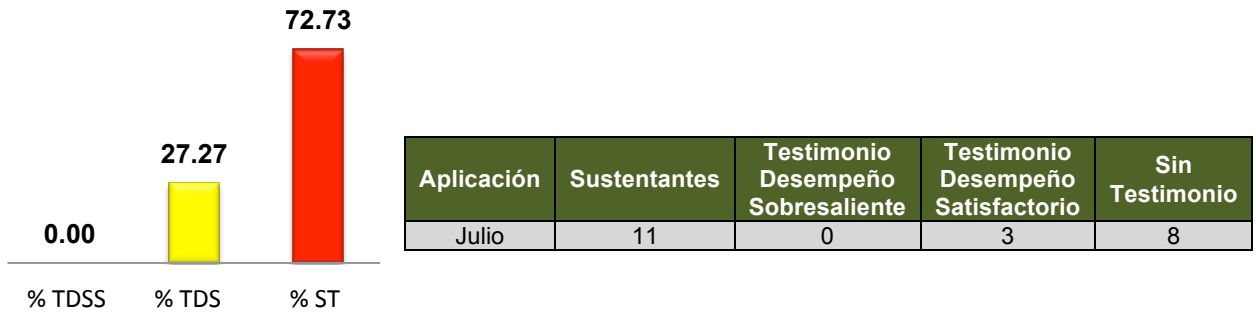 72.73
27.27
0.00
% TDSS % TDS % ST
Aplicación Sustentantes Testimonio Desempeño Sobresaliente Testimonio Desempeño Satisfactorio Sin Testimonio
Julio 11 0 3 8